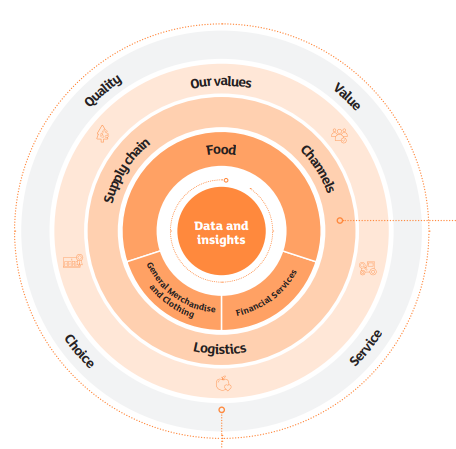 Quality
Value
Our values
Supply chain
Channels
Food
Data and
insights
General Merchandise
and Clothing
Financial Services
Logistics
Choice
Service